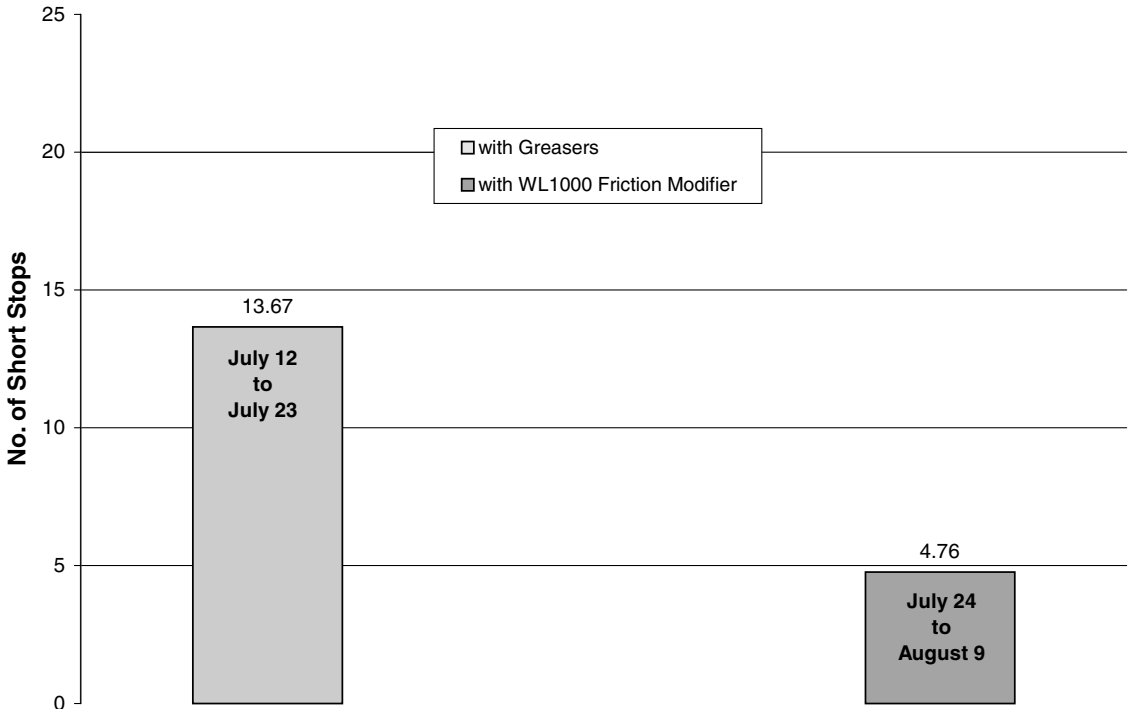 25
20
15
10
5
0
No. of Short Stops
with Greasers
with WL1000 Friction Modifier
13.67
July 12
to
July 23
4.76
July 24
to
August 9